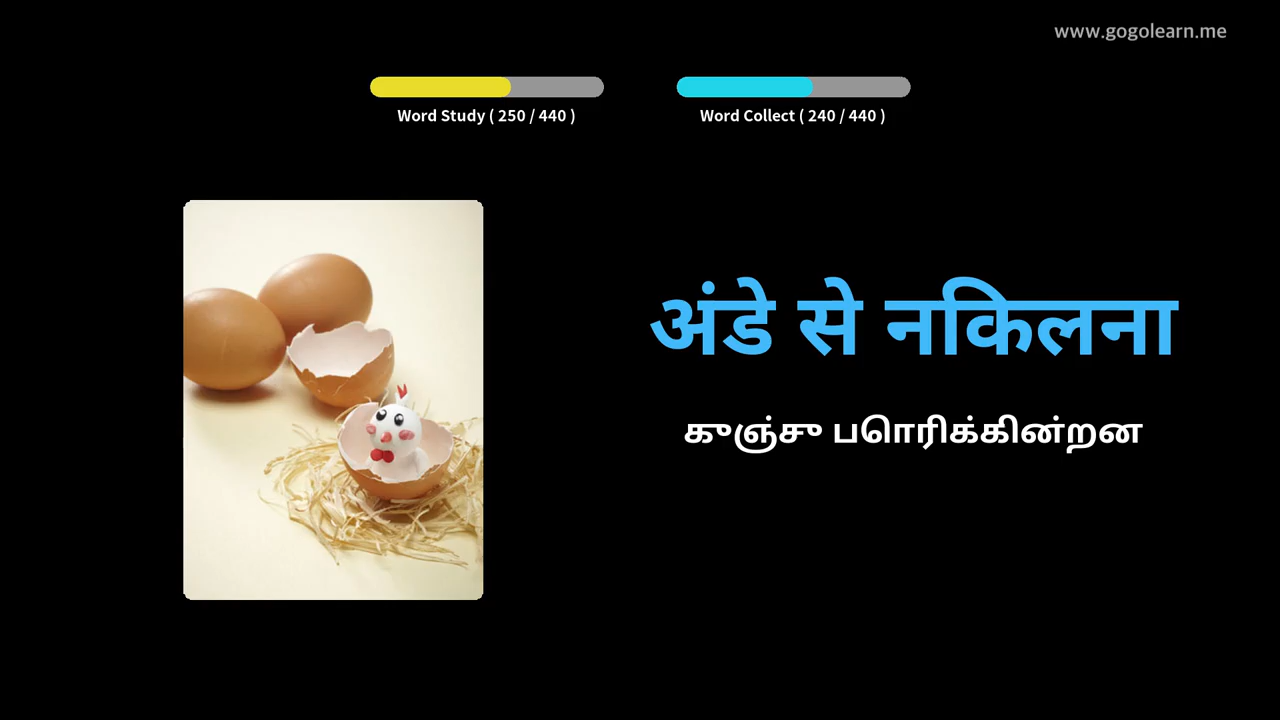 www.gogolearn.me
Word Study ( 250 / 440 )
Word Collect ( 240 / 440 )
अंडे से नकिलना
குஞ்சு பொரிக்கின்றன